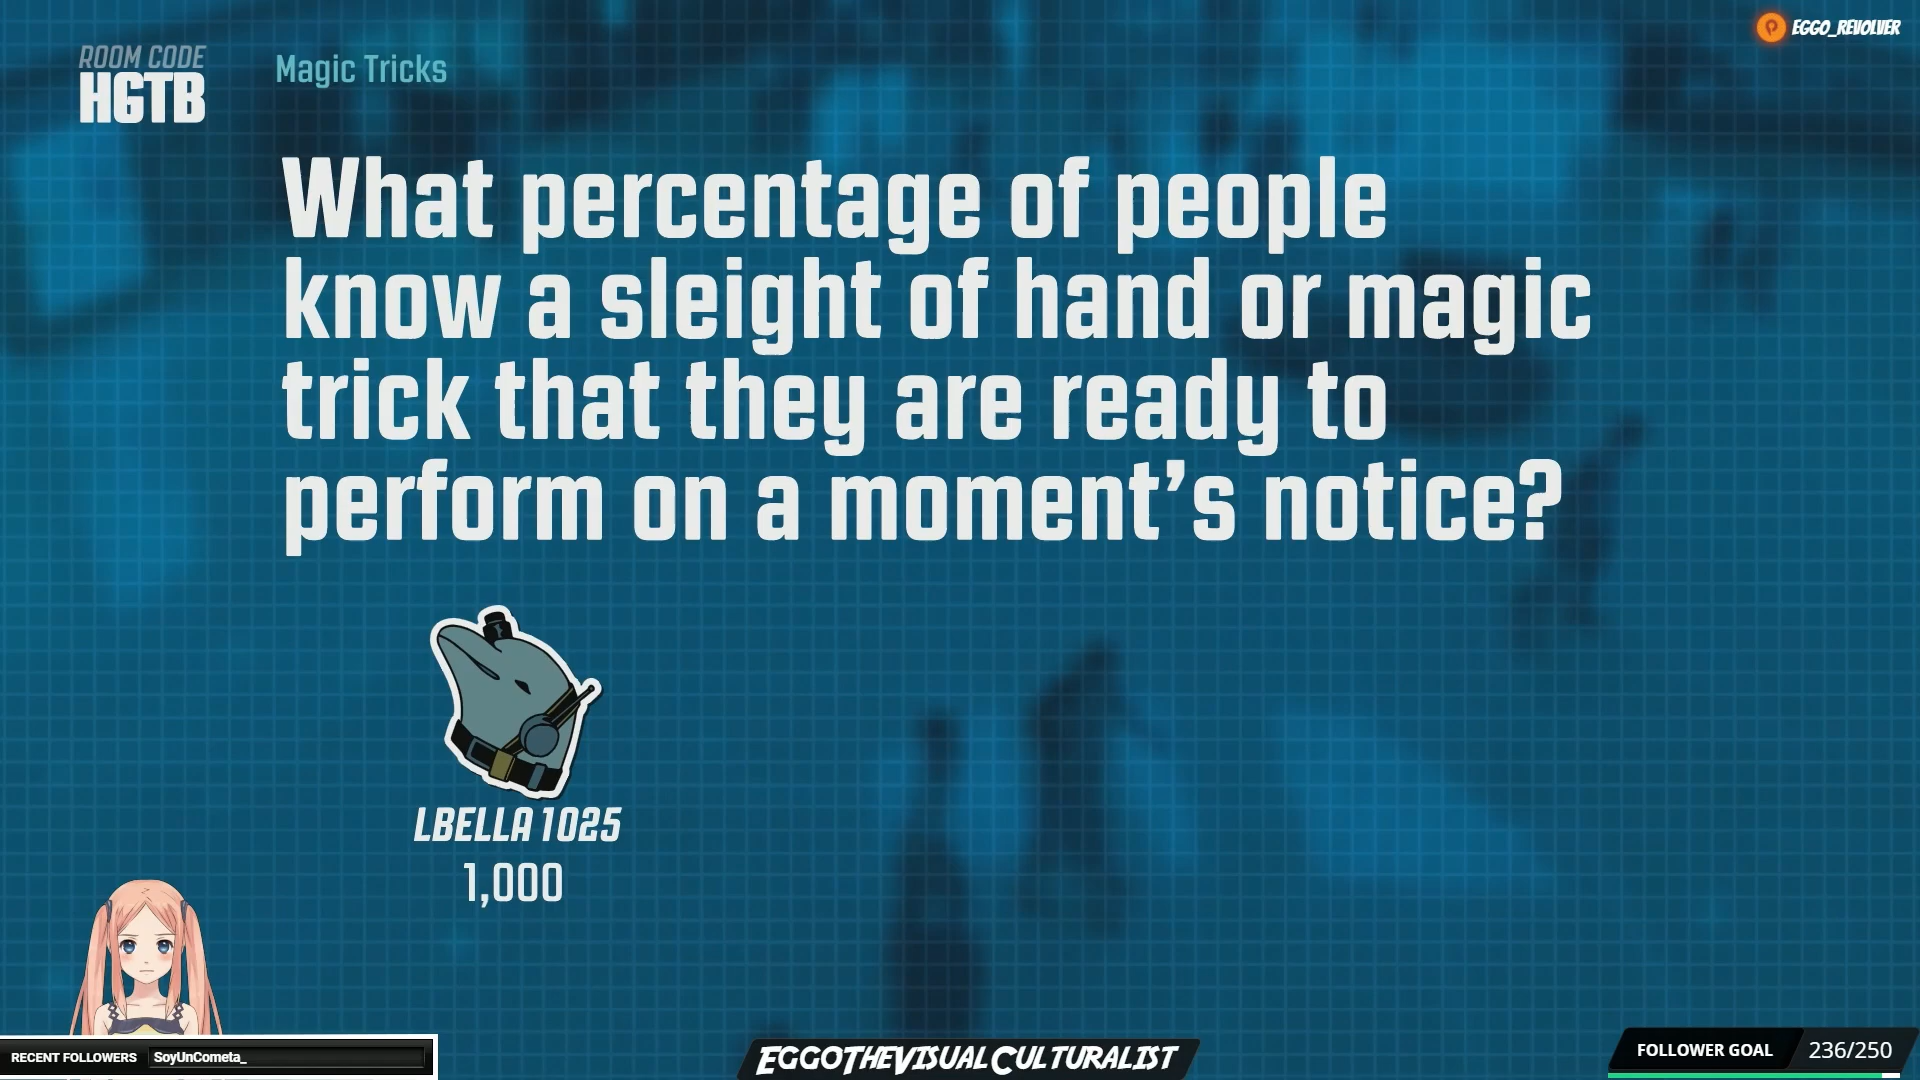 EGGO_REVOLVER
ROOM CODE
HGTB
Magic Tricks
What percentage of people
know a sleight of hand or magic
trick that they are ready to
perform on a moment’s notice?
LBELLA 1025
1,000
RECENT FOLLOWERS SoyUnCometa_
EGGOTHEVISUALCULTURALIST
FOLLOWER GOAL 236/250